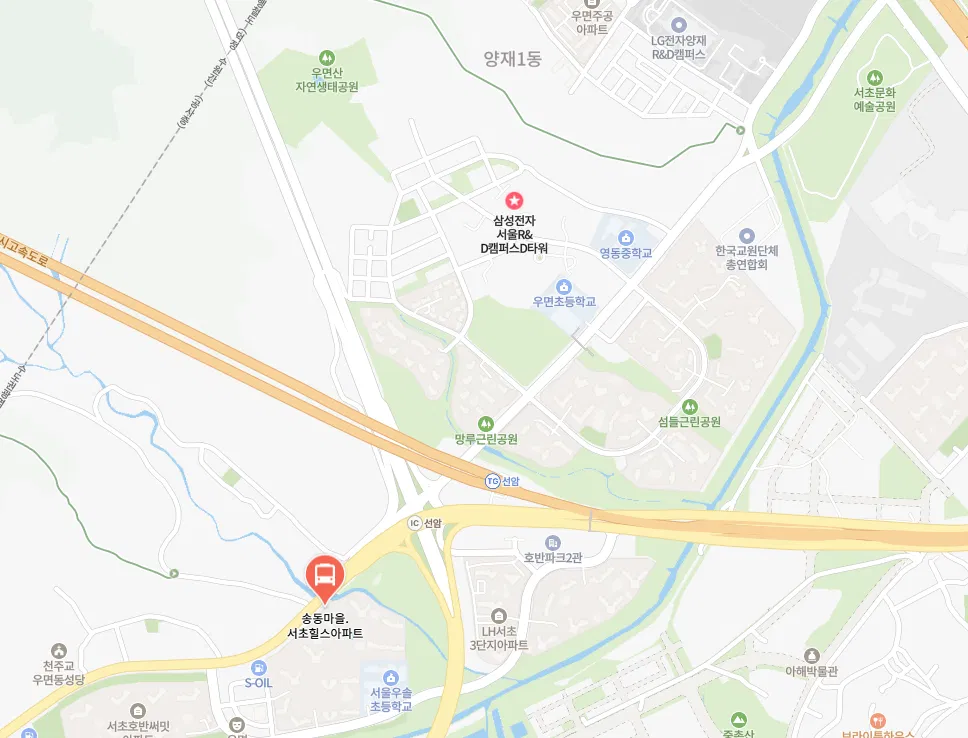 우면주공
아파트
LG전자양재
R&D캠퍼스
양재1동
우면산
자연생태공원
서초문화
예술공원
삼성전자
서울R&
D캠퍼스D타워
영동중학교
한국교원단체
총연합회
시고속도로
우면초등학교
섬들근린공원
망루근린공원
TG 선암
IC 선암
호반파크2관
송동마을.
서초힐스아파트
LH서초
3단지아파트
천주교
우면동성당
S-OIL
서울우솔
초등학교
아해박물관
서초호반써밋
아파트
우면